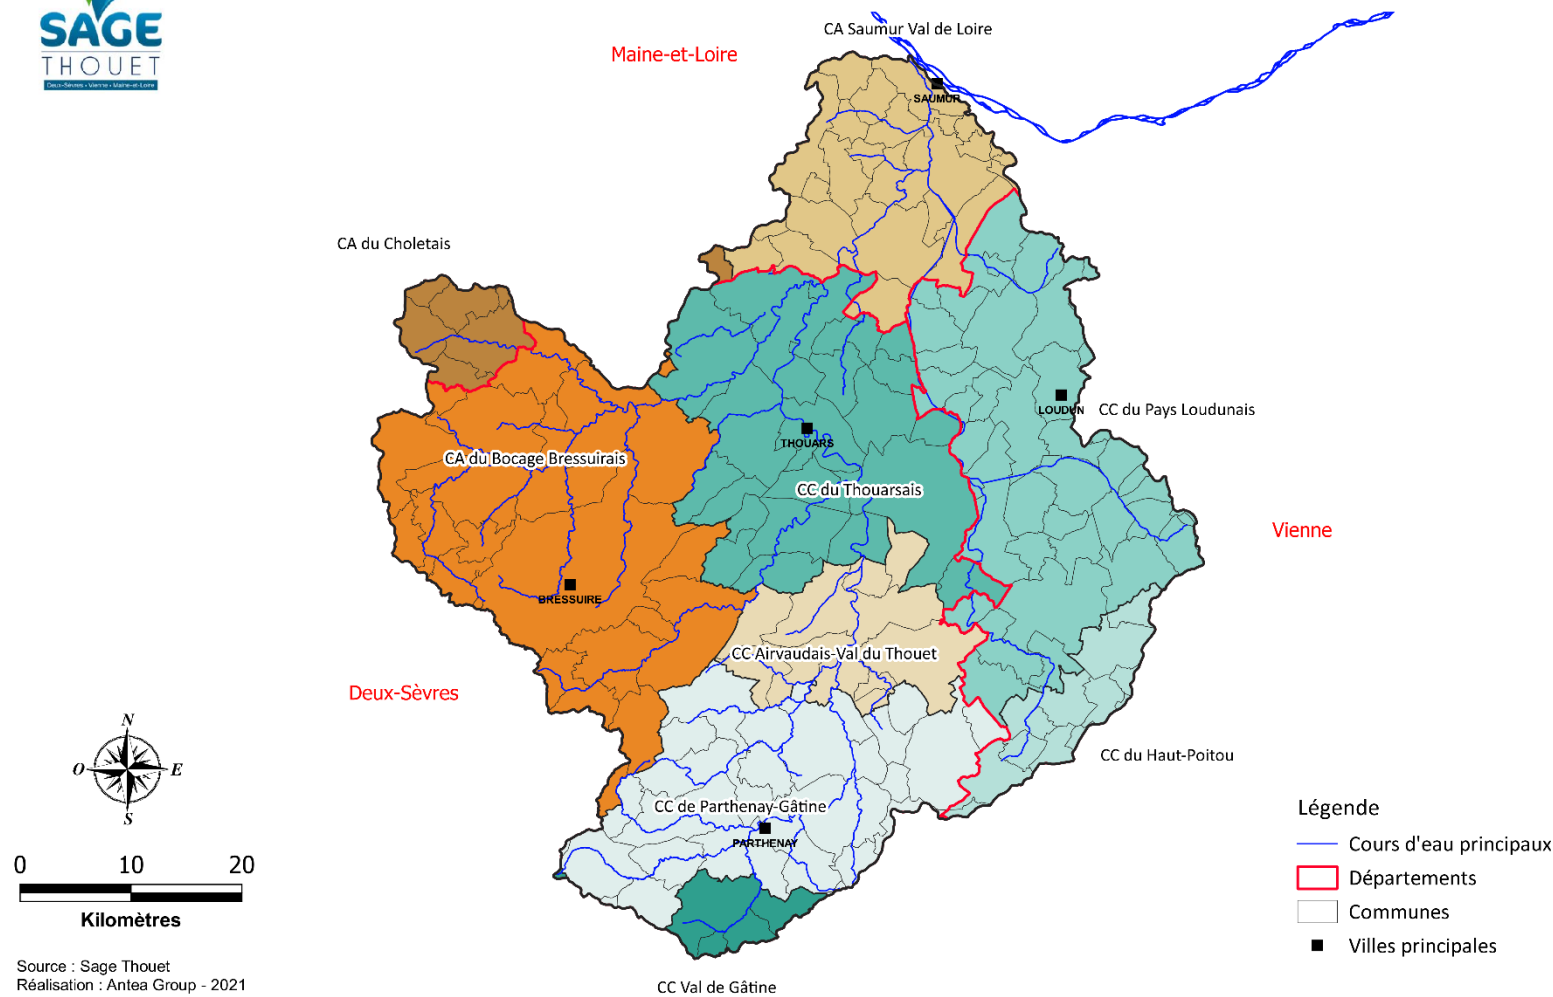 SAGE
THOUET
Deux-Sèvres • Vienne • Maine-et-Loire
CA Saumur Val de Loire
Maine-et-Loire
SAUMUR
CA du Choletais
LOUDUN
CC du Pays Loudunais
THOUARS
CA du Bocage Bressuirais
CC du Thouarsais
Vienne
BRESSUIRE
CC Airvaudais-Val du Thouet
Deux-Sèvres
N
O
E
S
CC du Haut-Poitou
CC de Parthenay-Gâtine
PARTHENAY
Légende
Cours d'eau principaux
Départements
Communes
Villes principales
0 10 20
Kilomètres
Source : Sage Thouet
Réalisation : Antea Group - 2021
CC Val de Gâtine